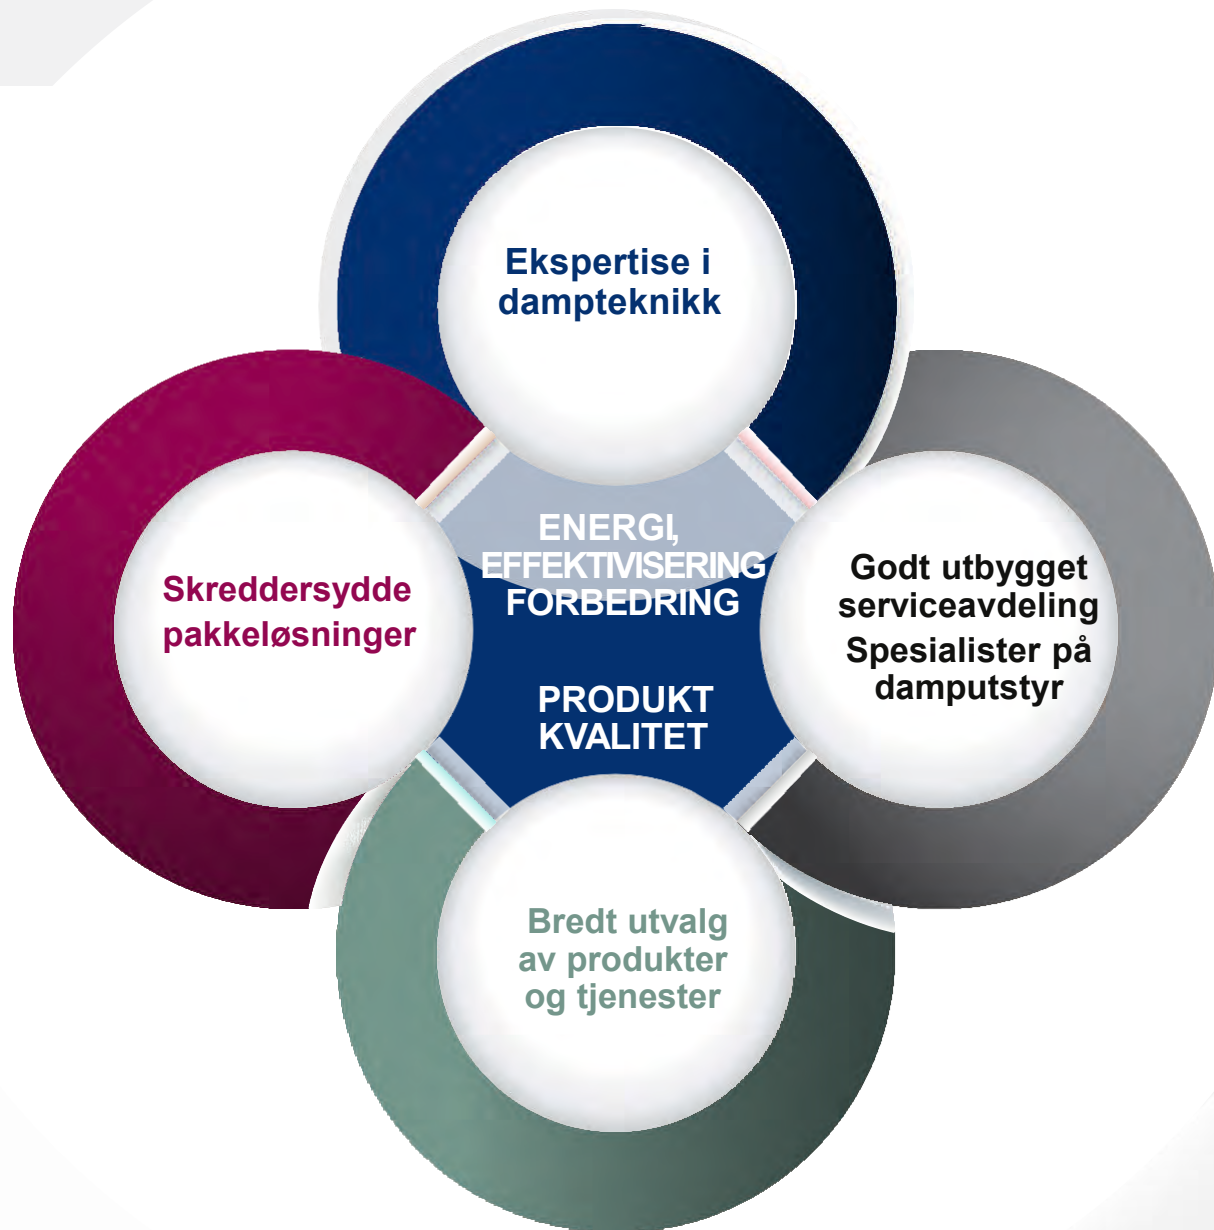 Ekspertise i
dampteknikk
ENERGI,
EFFEKTIVISERING
FORBEDRING
PRODUKT
KVALITET
Skreddersydde
pakkeløsninger
Godt utbygget
serviceavdeling
Spesialister på
damputstyr
Bredt utvalg
av produkter
og tjenester